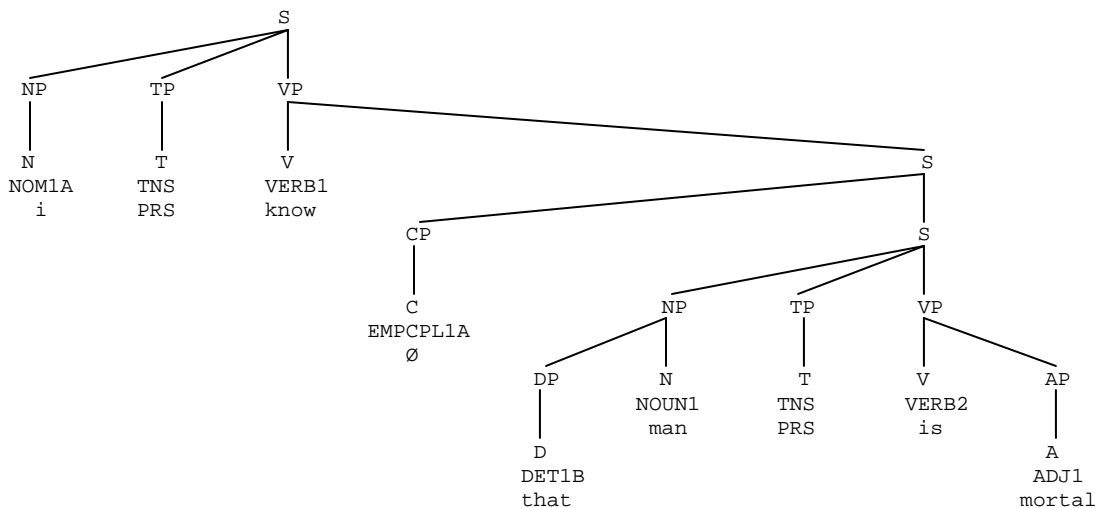 S
NP TP VP
N T V S
NOM1A TNS VERB1
i PRS know
CP S
C NP TP VP
EMPCPL1A
Ø
DP N T V AP
NOUN1 TNS VERB2
man PRS is
D A
DET1B ADJ1
that mortal